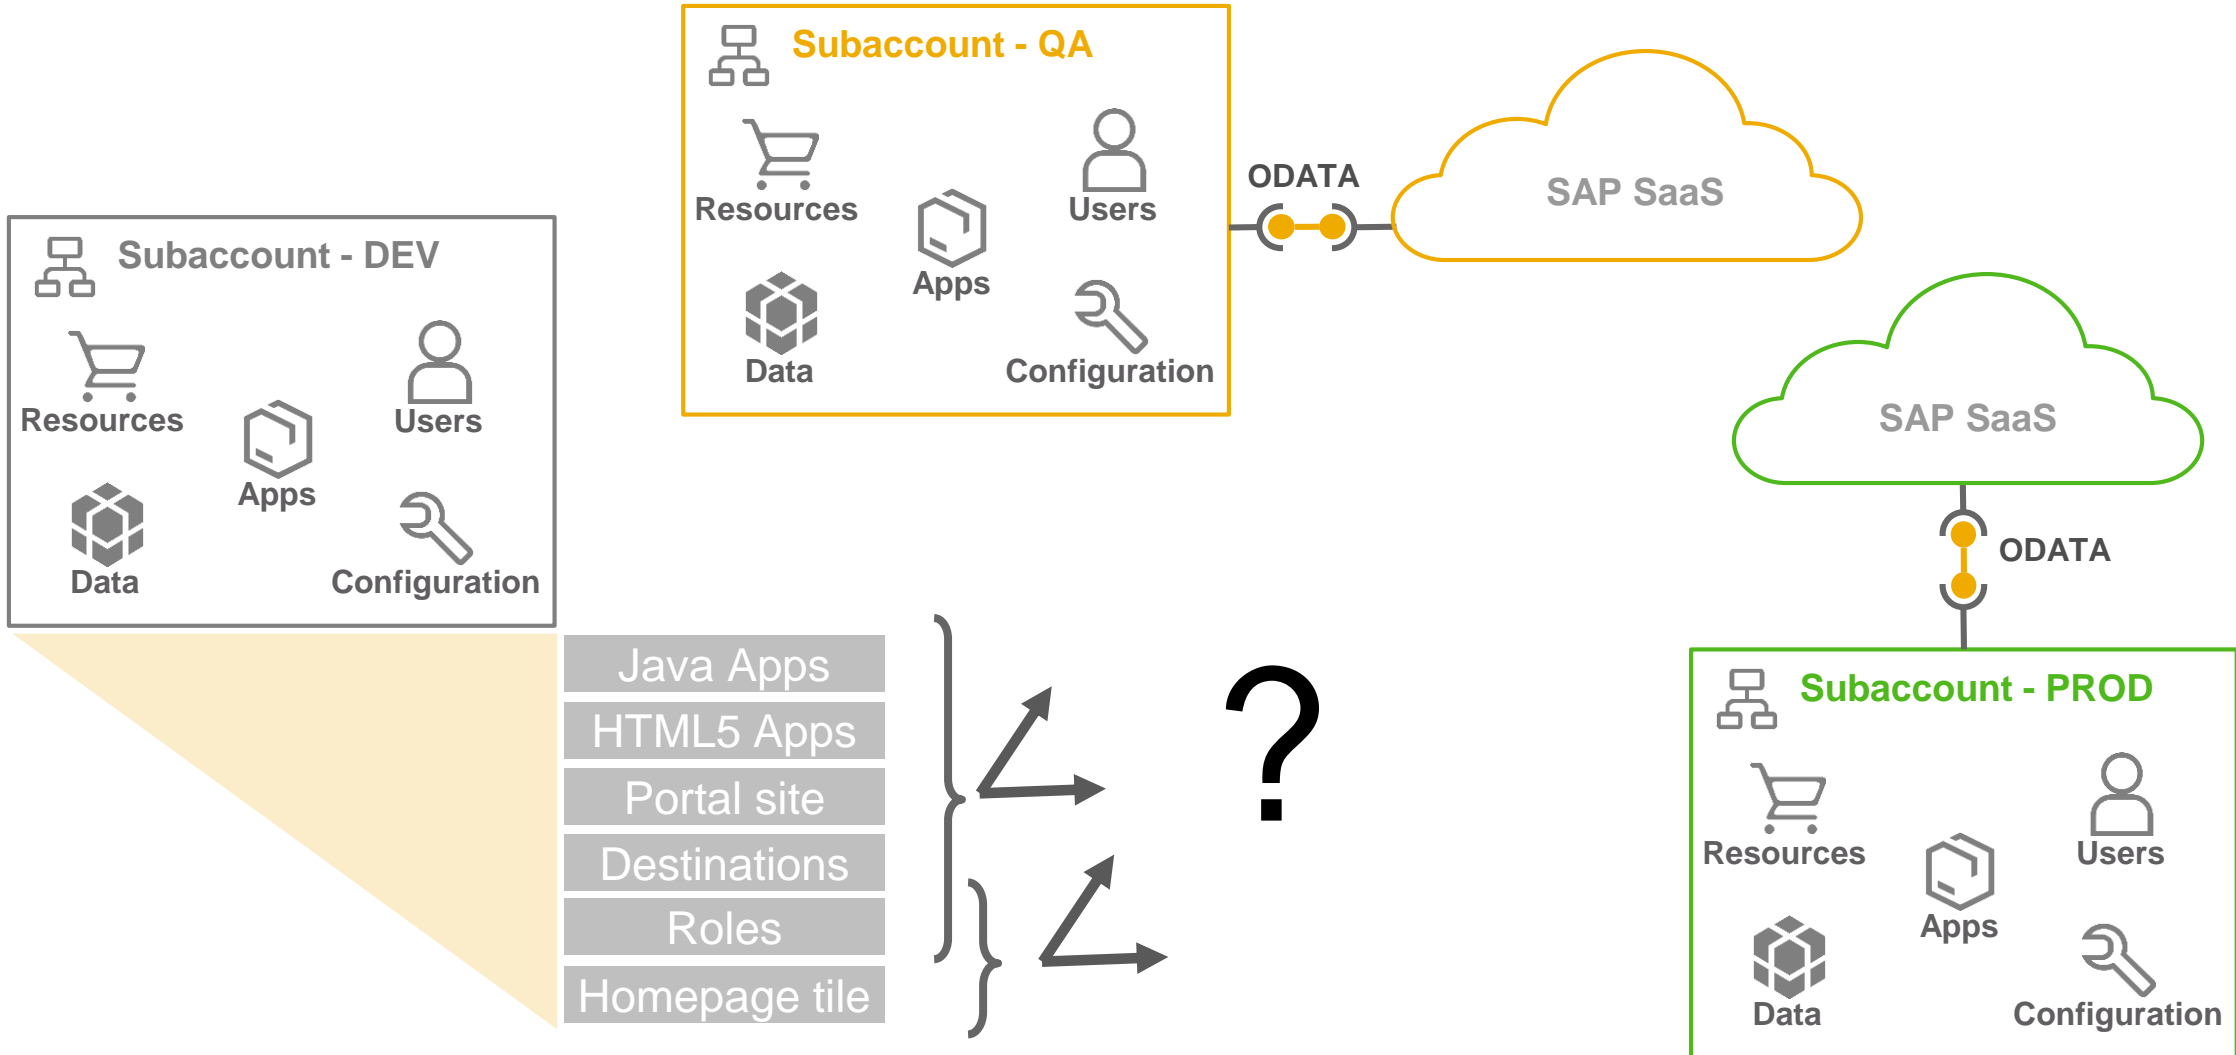 Subaccount - QA
Resources
Users
Apps
Data
Configuration
ODATA
SAP SaaS
Subaccount - DEV
Resources
Users
Apps
Data
Configuration
SAP SaaS
ODATA
Java Apps
HTML5 Apps
Portal site
Destinations
Roles
Homepage tile
?
Subaccount - PROD
Resources
Users
Apps
Data
Configuration